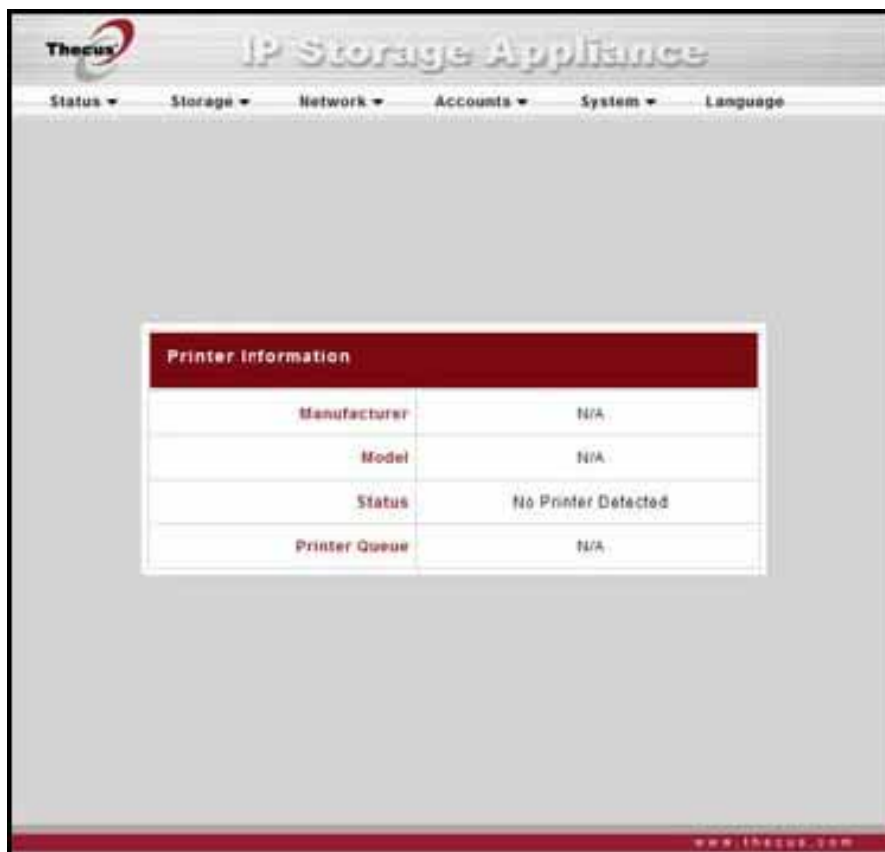 Thecus
IP Storage Appliance
Status Storage Network Accounts System Language
Printer Information
Manufacturer N/A
Model N/A
Status No Printer Detected
Printer Queue N/A
www.thecus.com